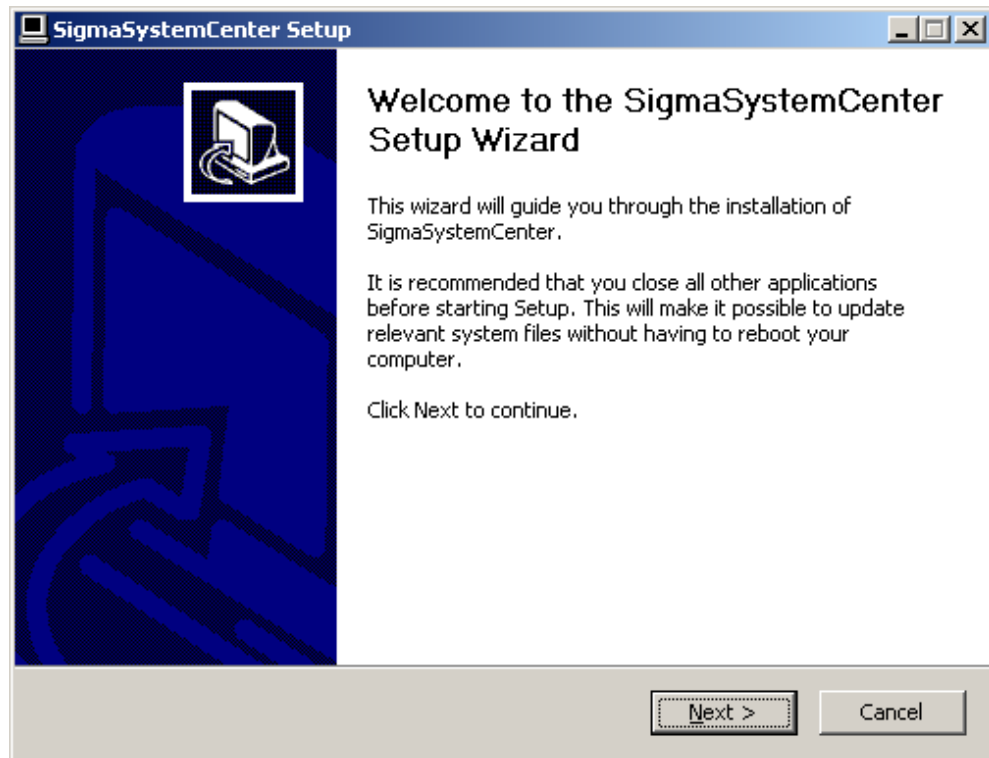 SigmaSystemCenter Setup
Welcome to the SigmaSystemCenter
Setup Wizard
This wizard will guide you through the installation of
SigmaSystemCenter.
It is recommended that you close all other applications
before starting Setup. This will make it possible to update
relevant system files without having to reboot your
computer.
Click Next to continue.
Next >
Cancel